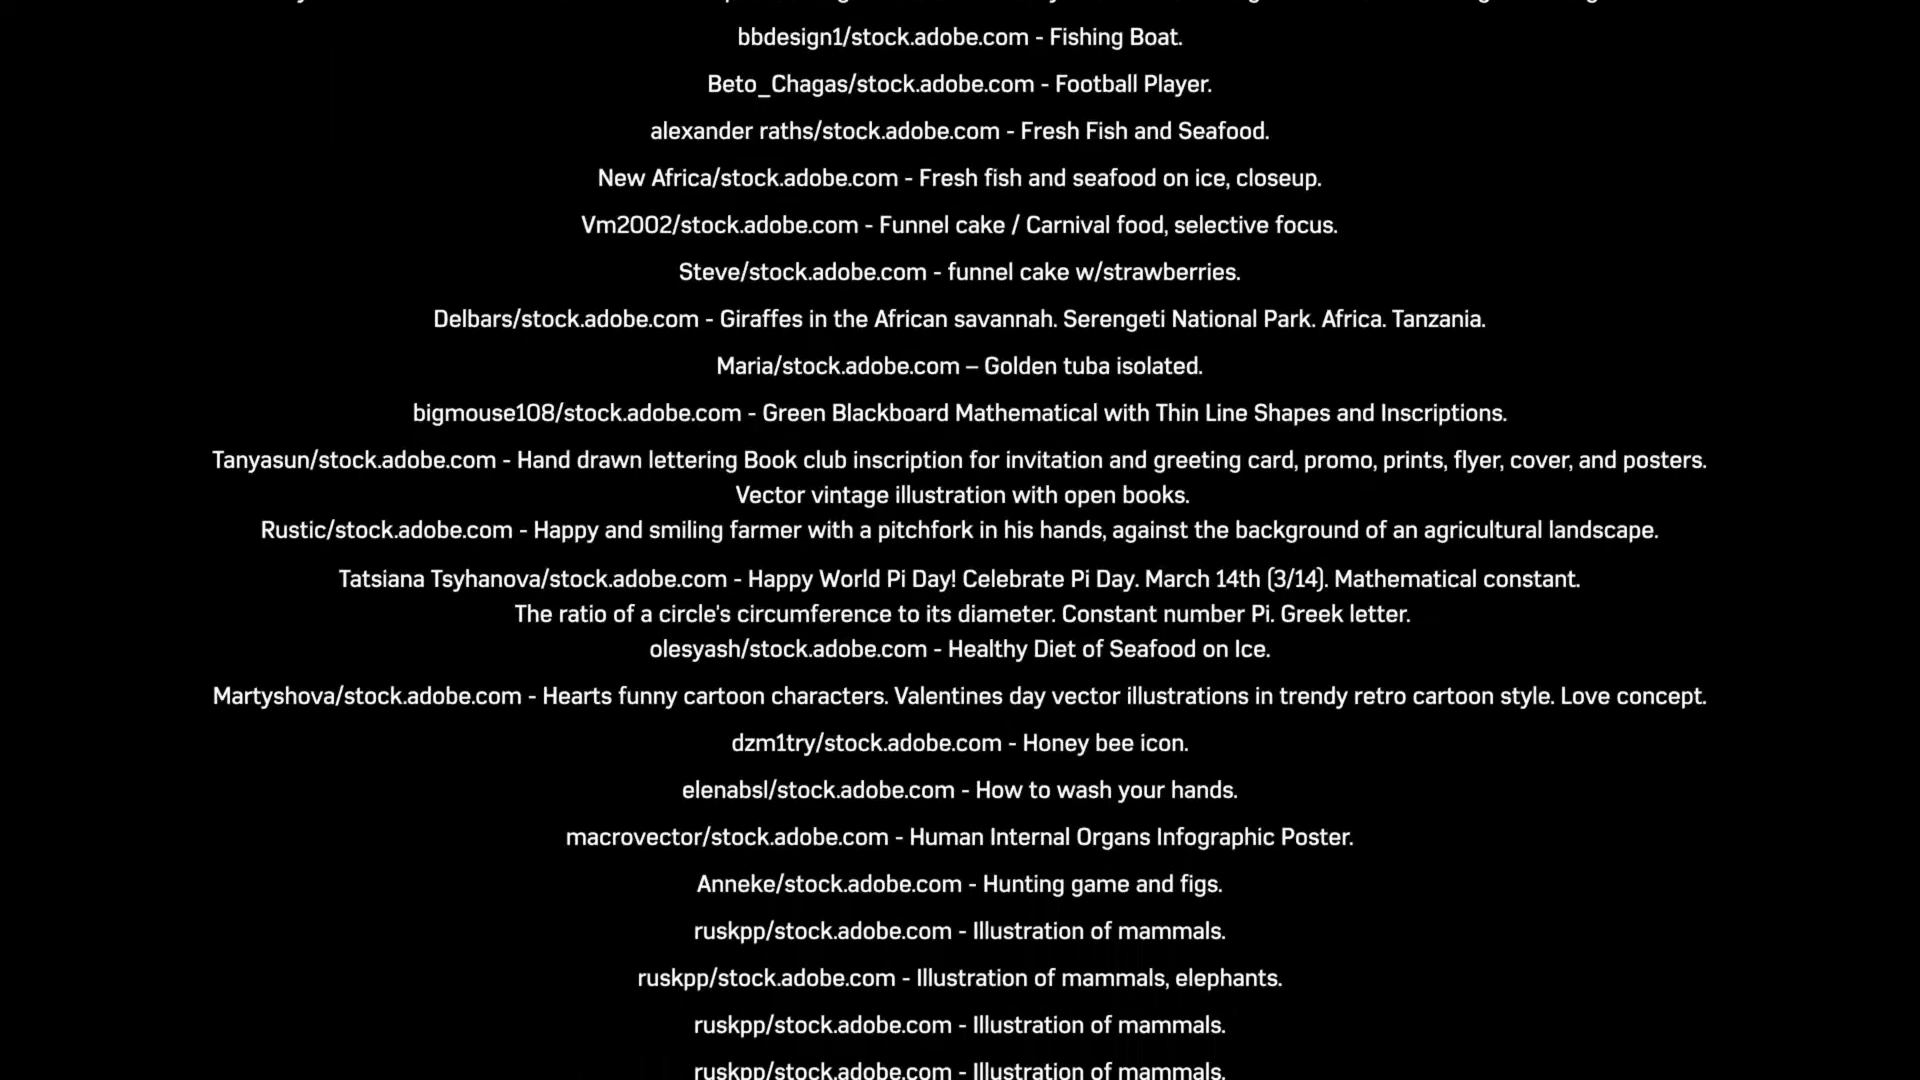 bbdesign1/stock.adobe.com - Fishing Boat.
Beto_Chagas/stock.adobe.com - Football Player.
alexander raths/stock.adobe.com - Fresh Fish and Seafood.
New Africa/stock.adobe.com - Fresh fish and seafood on ice, closeup.
Vm2002/stock.adobe.com - Funnel cake / Carnival food, selective focus.
Steve/stock.adobe.com - funnel cake w/strawberries.
Delbars/stock.adobe.com - Giraffes in the African savannah. Serengeti National Park. Africa. Tanzania.
Maria/stock.adobe.com – Golden tuba isolated.
bigmouse108/stock.adobe.com - Green Blackboard Mathematical with Thin Line Shapes and Inscriptions.
Tanyasun/stock.adobe.com - Hand drawn lettering Book club inscription for invitation and greeting card, promo, prints, flyer, cover, and posters.
Vector vintage illustration with open books.
Rustic/stock.adobe.com - Happy and smiling farmer with a pitchfork in his hands, against the background of an agricultural landscape.
Tatsiana Tsyhanova/stock.adobe.com - Happy World Pi Day! Celebrate Pi Day. March 14th (3/14). Mathematical constant.
The ratio of a circle's circumference to its diameter. Constant number Pi. Greek letter.
olesyash/stock.adobe.com - Healthy Diet of Seafood on Ice.
Martyshova/stock.adobe.com - Hearts funny cartoon characters. Valentines day vector illustrations in trendy retro cartoon style. Love concept.
dzm1try/stock.adobe.com - Honey bee icon.
elenabsl/stock.adobe.com - How to wash your hands.
macrovector/stock.adobe.com - Human Internal Organs Infographic Poster.
Anneke/stock.adobe.com - Hunting game and figs.
ruskpp/stock.adobe.com - Illustration of mammals.
ruskpp/stock.adobe.com - Illustration of mammals, elephants.
ruskpp/stock.adobe.com - Illustration of mammals.
ruskpp/stock.adobe.com - Illustration of mammals.